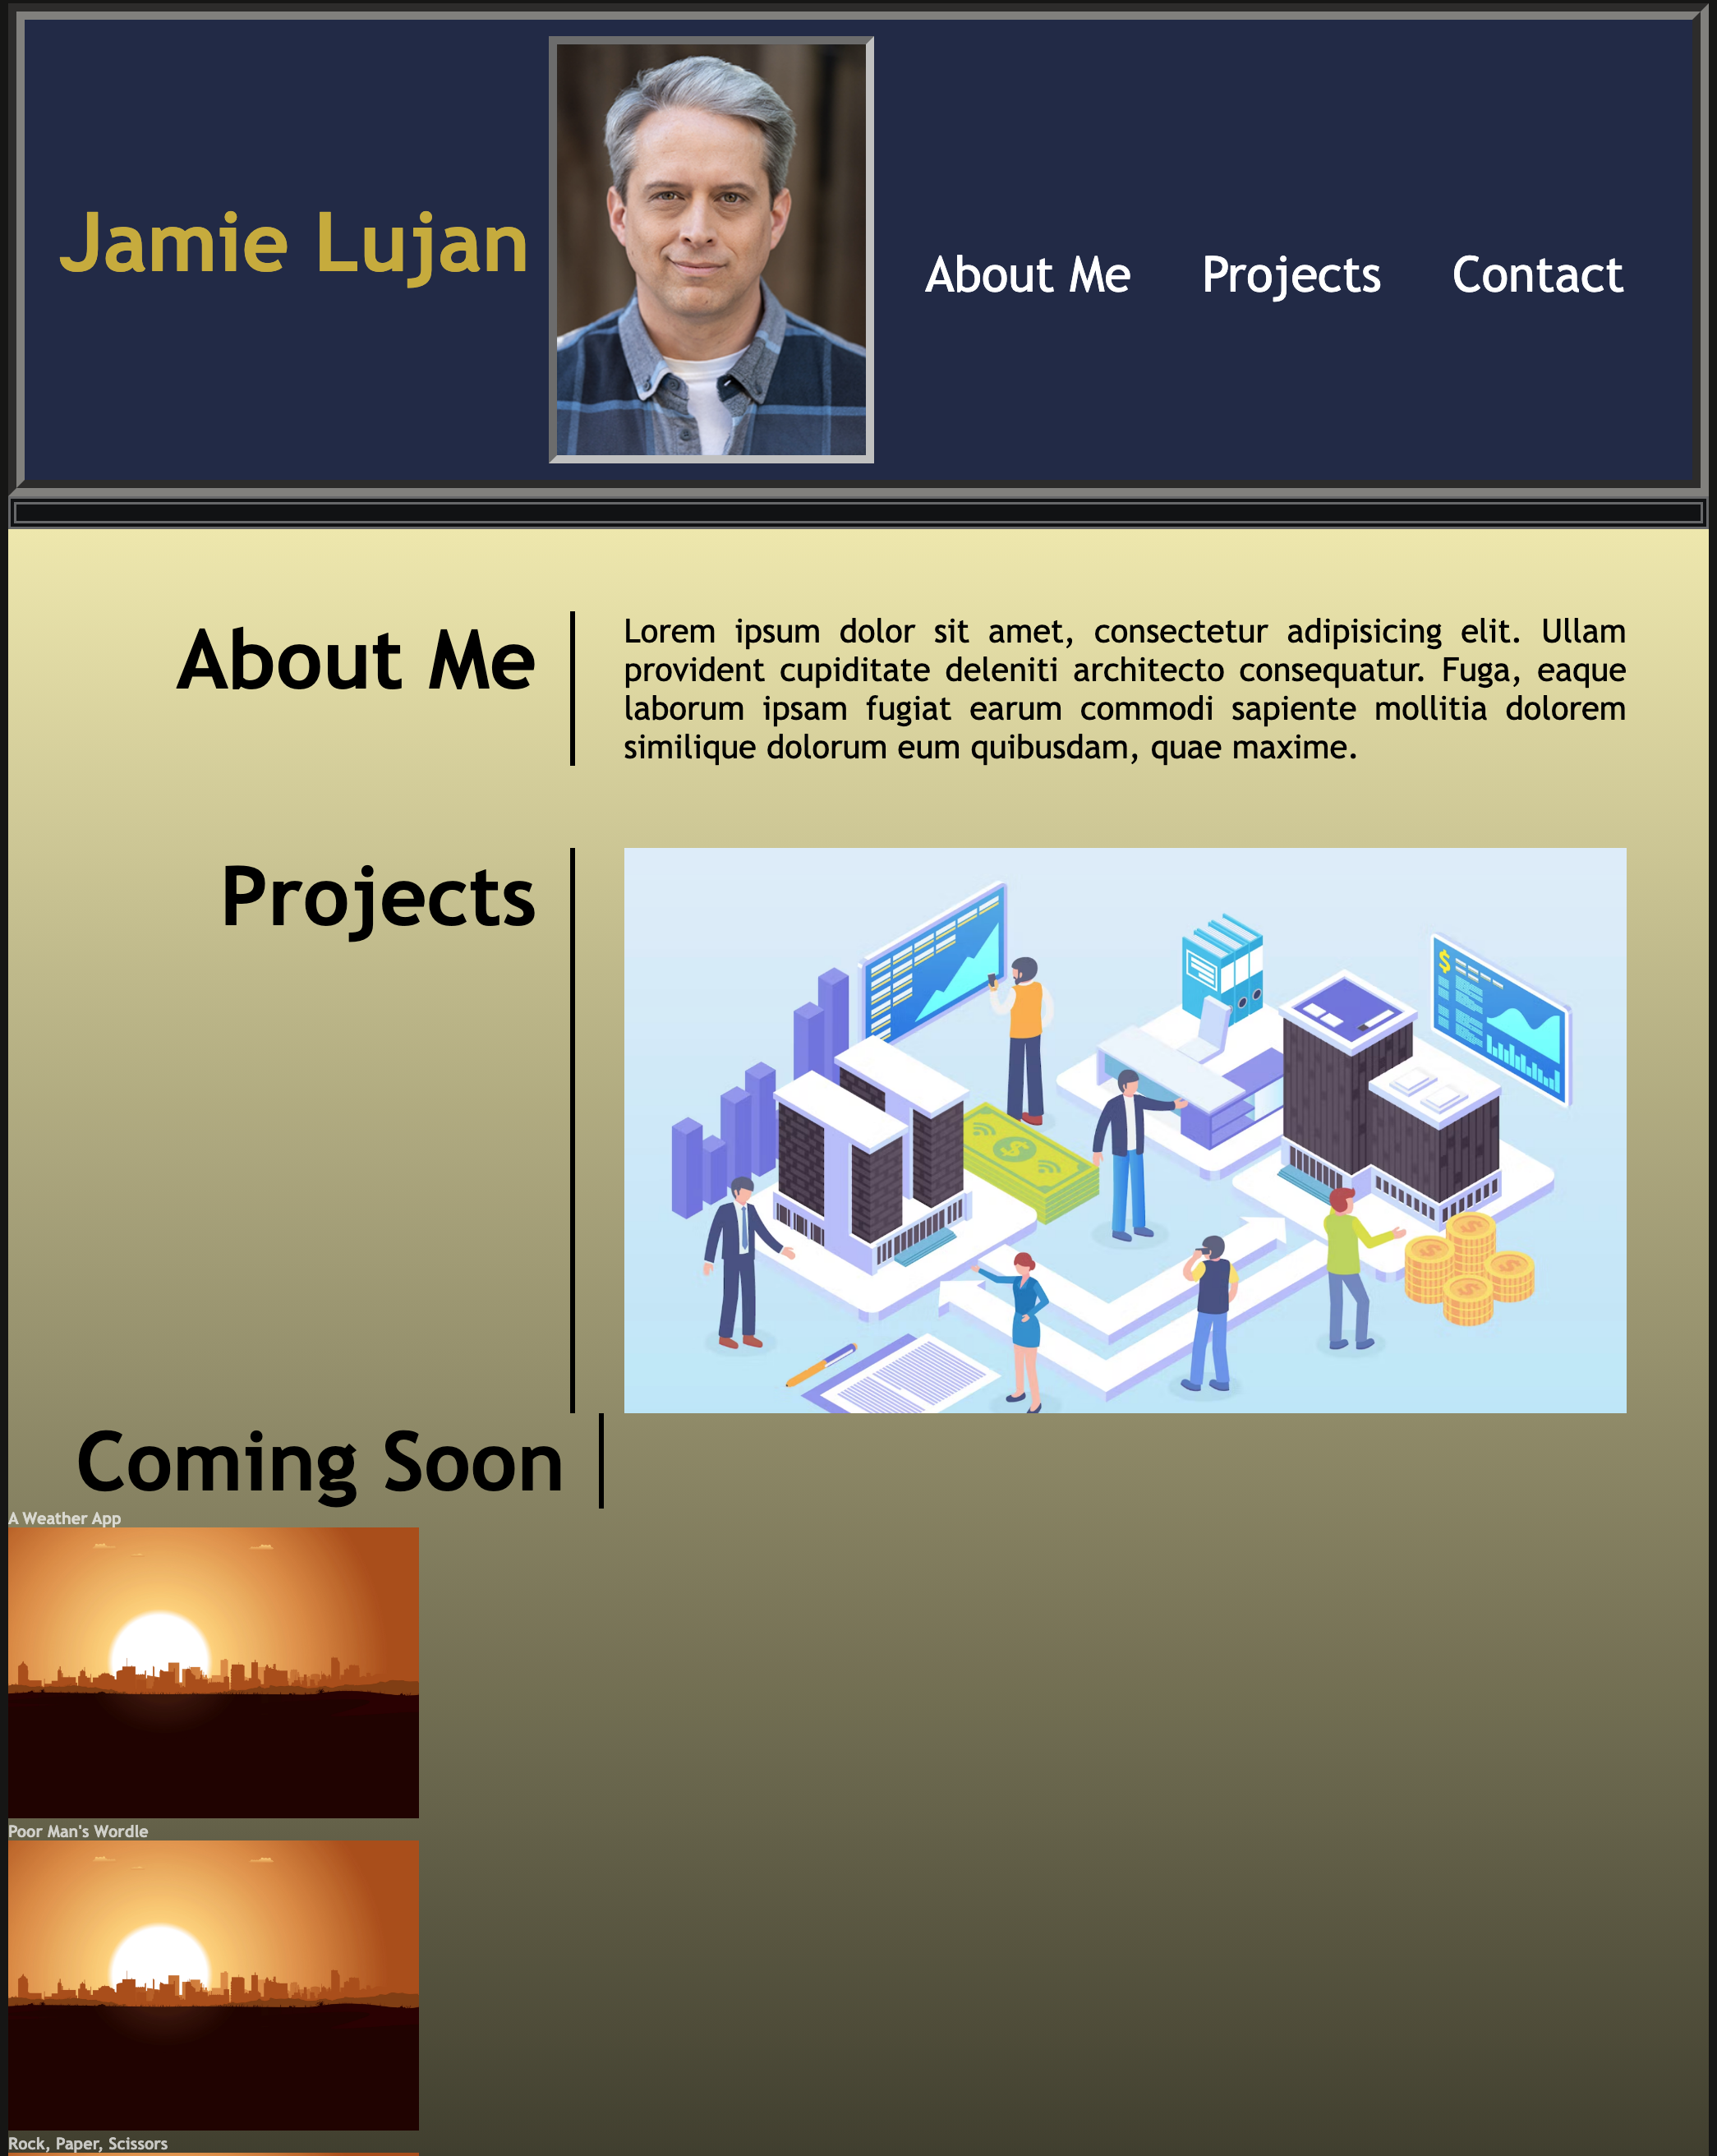 Jamie Lujan
About Me
Projects
Contact
About Me
Lorem ipsum dolor sit amet, consectetur adipisicing elit. Ullam
provident cupiditate deleniti architecto consequatur. Fuga, eaque
laborum ipsam fugiat earum commodi sapiente mollitia dolorem
similique dolorum eum quibusdam, quae maxime.
Projects
Coming Soon
A Weather App
Poor Man's Wordle
Rock, Paper, Scissors